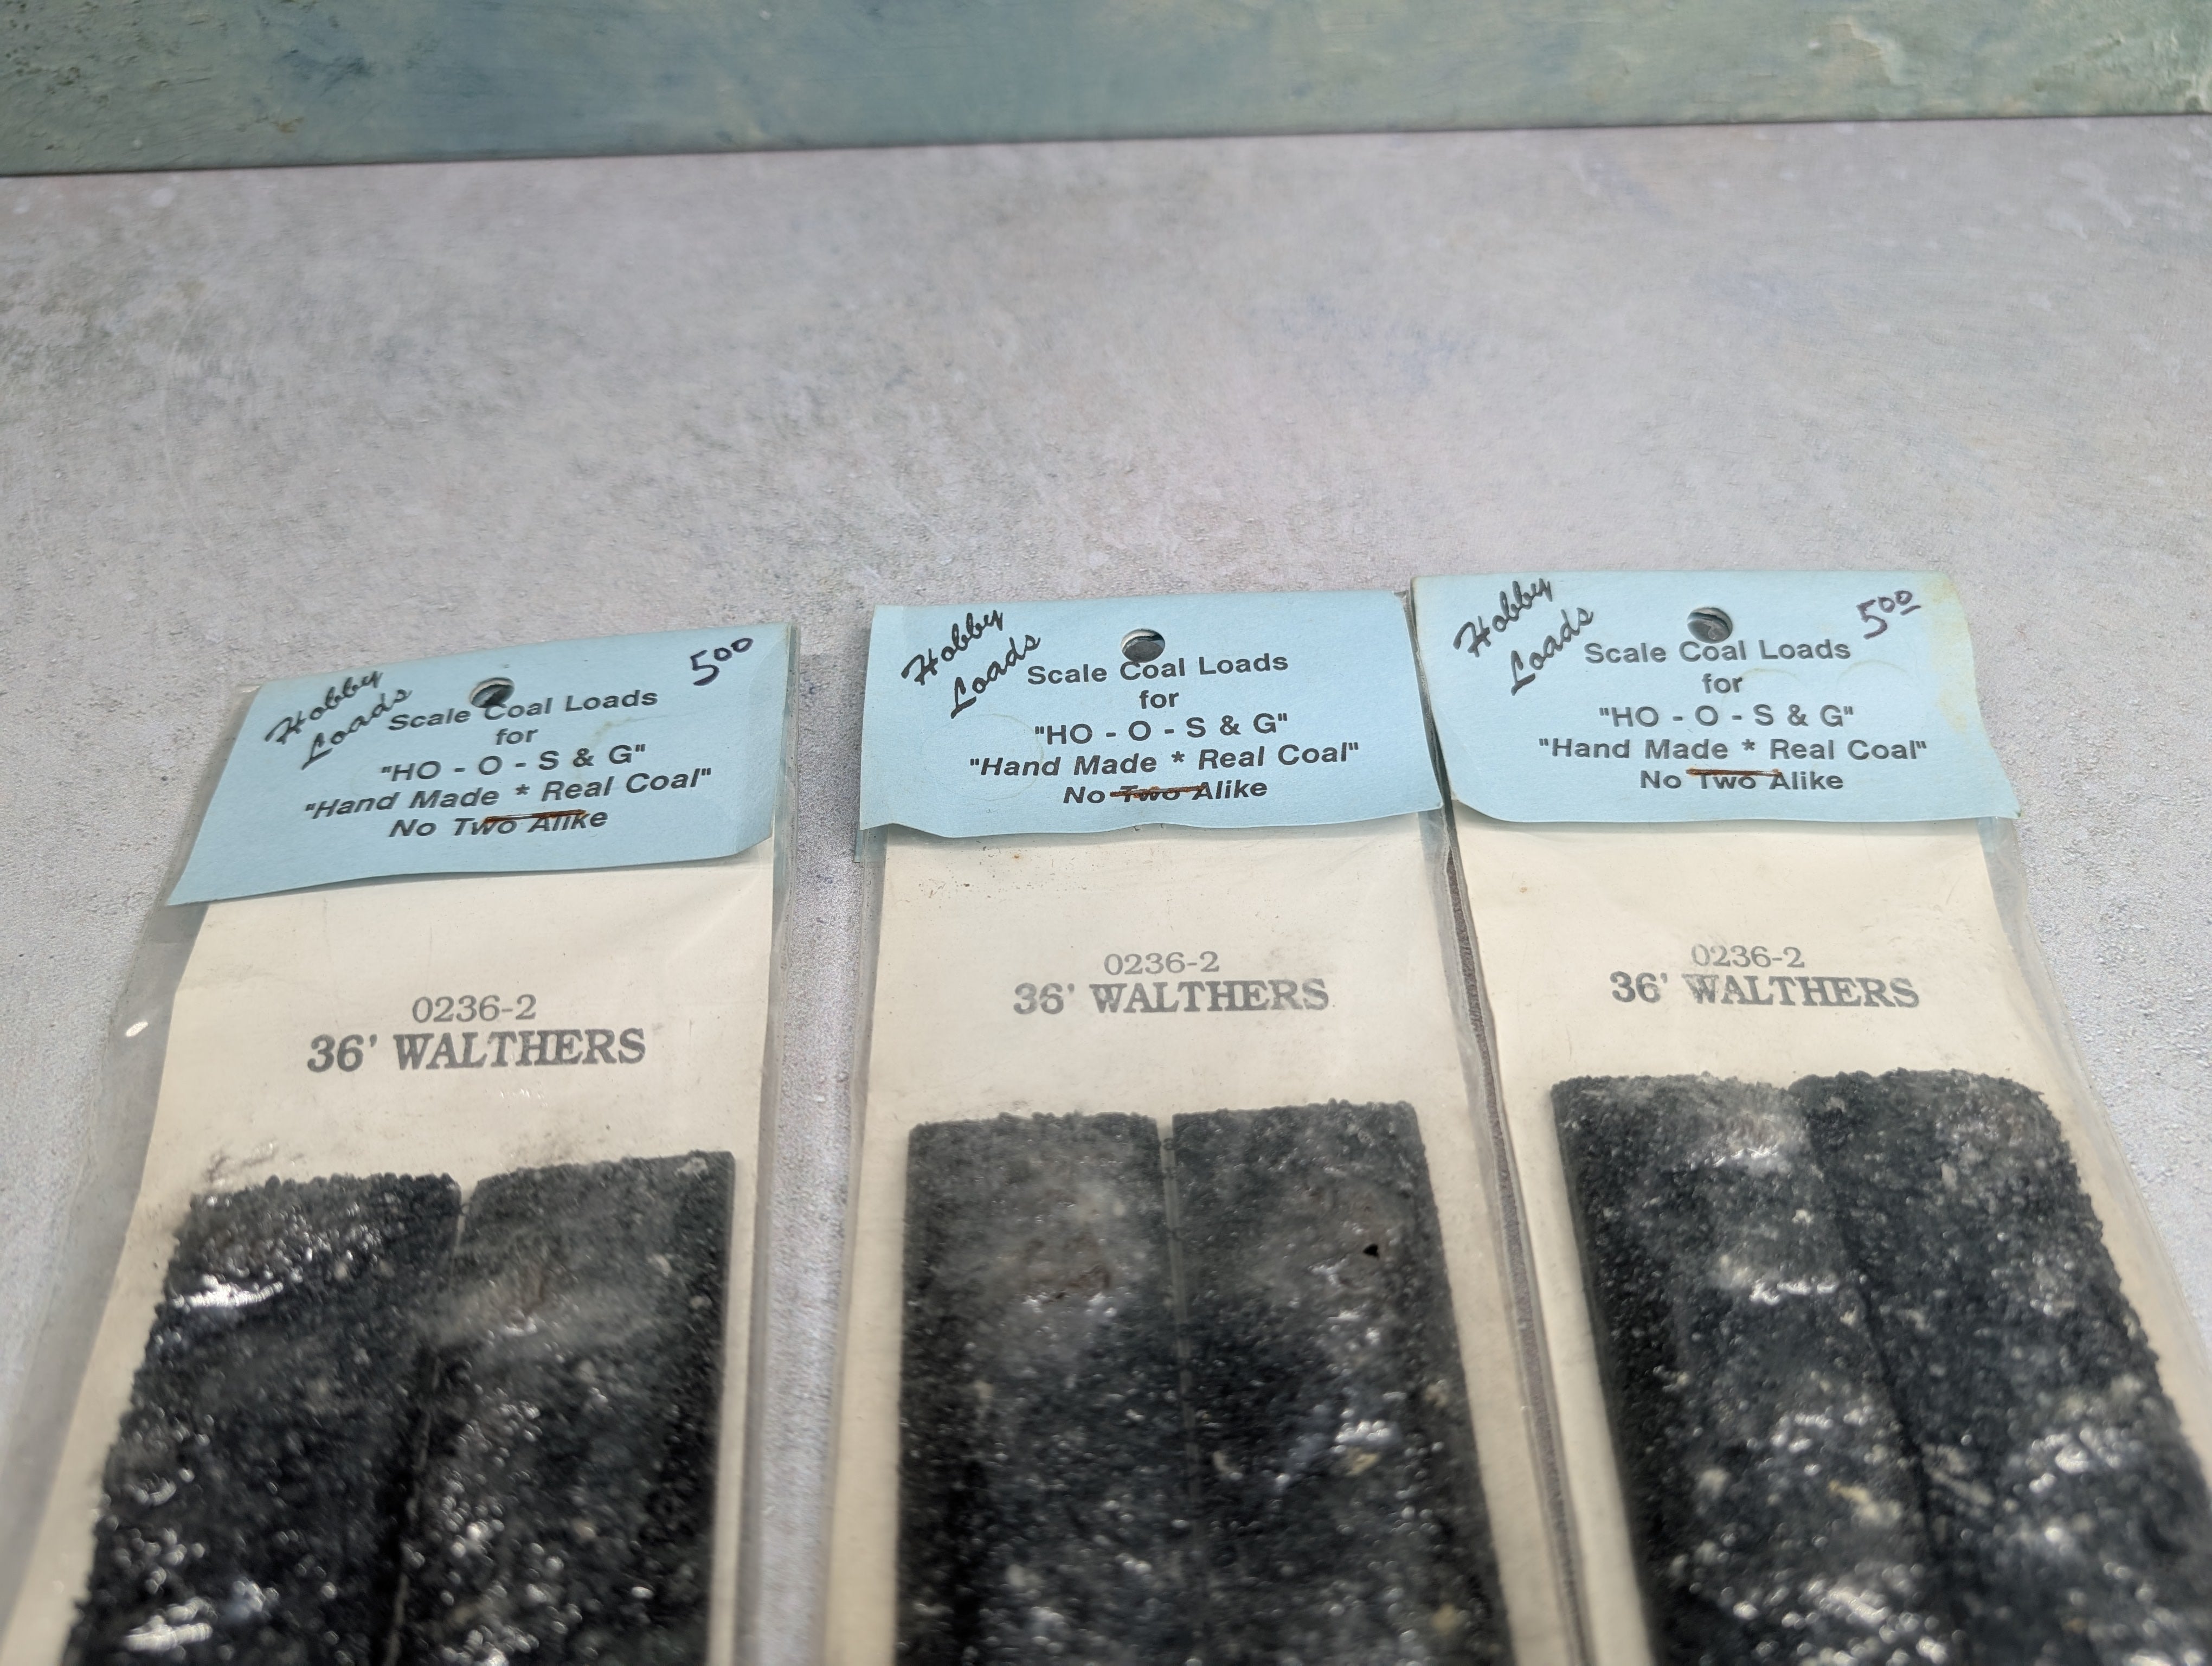 Hobby
Loads
5.00
Scale Coal Loads
for
"HO - O - S & G"
"Hand Made * Real Coal"
No Two Alike
0236-2
36' WALTHERS
Hobby
Loads
Scale Coal Loads
for
"HO - O - S & G"
"Hand Made * Real Coal"
No Two Alike
0236-2
36' WALTHERS
Hobby
Loads
5.00
Scale Coal Loads
for
"HO - O - S & G"
"Hand Made * Real Coal"
No Two Alike
0236-2
36' WALTHERS